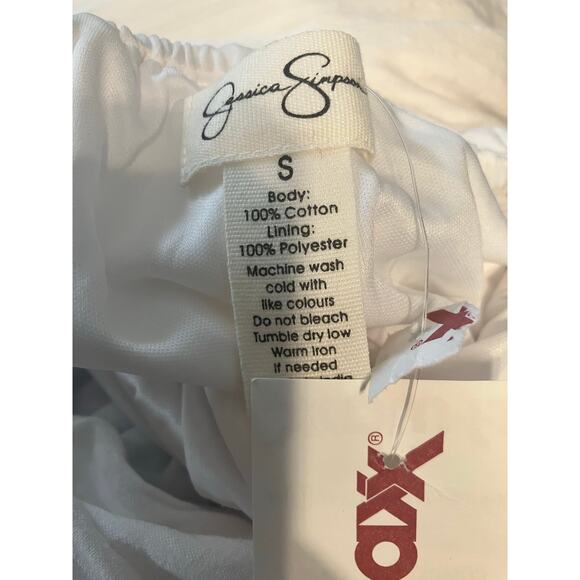 Jessica Simpson
S
Body:
100% Cotton
Lining:
100% Polyester
Machine wash
cold with
like colours
Do not bleach
Tumble dry low
Warm iron
if needed
India